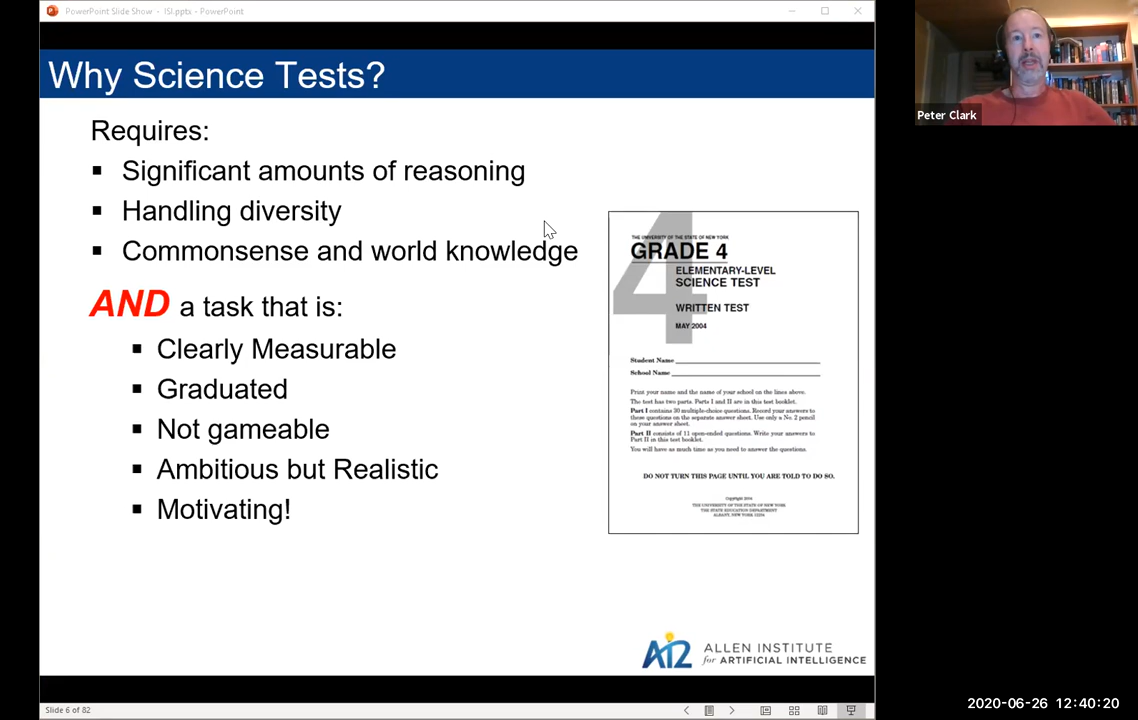 PowerPoint Slide Show - ISI.pptx - PowerPoint
Why Science Tests?
Requires:
Significant amounts of reasoning
Handling diversity
Commonsense and world knowledge
AND a task that is:
Clearly Measurable
Graduated
Not gameable
Ambitious but Realistic
Motivating!
4
THE UNIVERSITY OF THE STATE OF NEW YORK
GRADE 4
ELEMENTARY-LEVEL
SCIENCE TEST
WRITTEN TEST
MAY 2004
Student Name
School Name
Print your name and the name of your school on the lines above.
The test has two parts. Parts I and II are in this test booklet.
Part I contains 30 multiple-choice questions. Record your answers to
these questions on the separate answer sheet. Use only a No. 2 pencil
on your answer sheet.
Part II consists of 11 open-ended questions. Write your answers to
Part II in this test booklet.
You will have as much time as you need to answer the questions.
DO NOT TURN THIS PAGE UNTIL YOU ARE TOLD TO DO SO.
Copyright 2004
THE UNIVERSITY OF THE STATE OF NEW YORK
THE STATE EDUCATION DEPARTMENT
ALBANY, NEW YORK 12234
AI2 ALLEN INSTITUTE
for ARTIFICIAL INTELLIGENCE
Slide 6 of 82
Peter Clark
2020-06-26 12:40:20